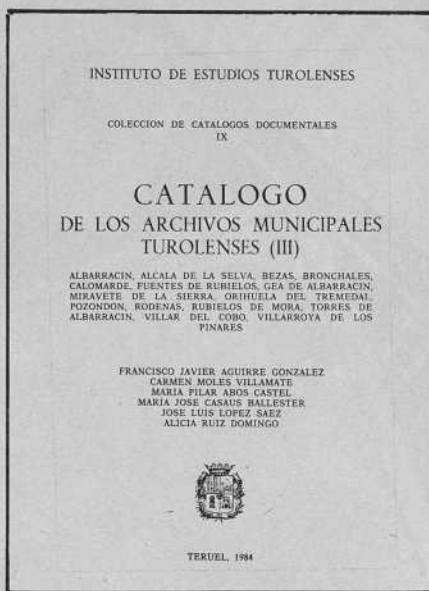 INSTITUTO DE ESTUDIOS TUROLENSES
COLECCION DE CATALOGOS DOCUMENTALES
IX
CATALOGO
DE LOS ARCHIVOS MUNICIPALES
TUROLENSES (III)
ALBARRACIN, ALCALA DE LA SELVA, BEZAS, BRONCHALES,
CALOMARDE, FUENTES DE RUBIELOS, GEA DE ALBARRACIN,
MIRAVETE DE LA SIERRA, ORIHUELA DEL TREMEDAL,
POZONDON, RODENAS, RUBIELOS DE MORA, TORRES DE
ALBARRACIN, VILLAR DEL COBO, VILLARROYA DE LOS
PINARES
FRANCISCO JAVIER AGUIRRE GONZALEZ
CARMEN MOLES VILLAMATE
MARIA PILAR ABOS CASTEL
MARIA JOSE CASAUS BALLESTER
JOSE LUIS LOPEZ SAEZ
ALICIA RUIZ DOMINGO
TERUEL, 1984